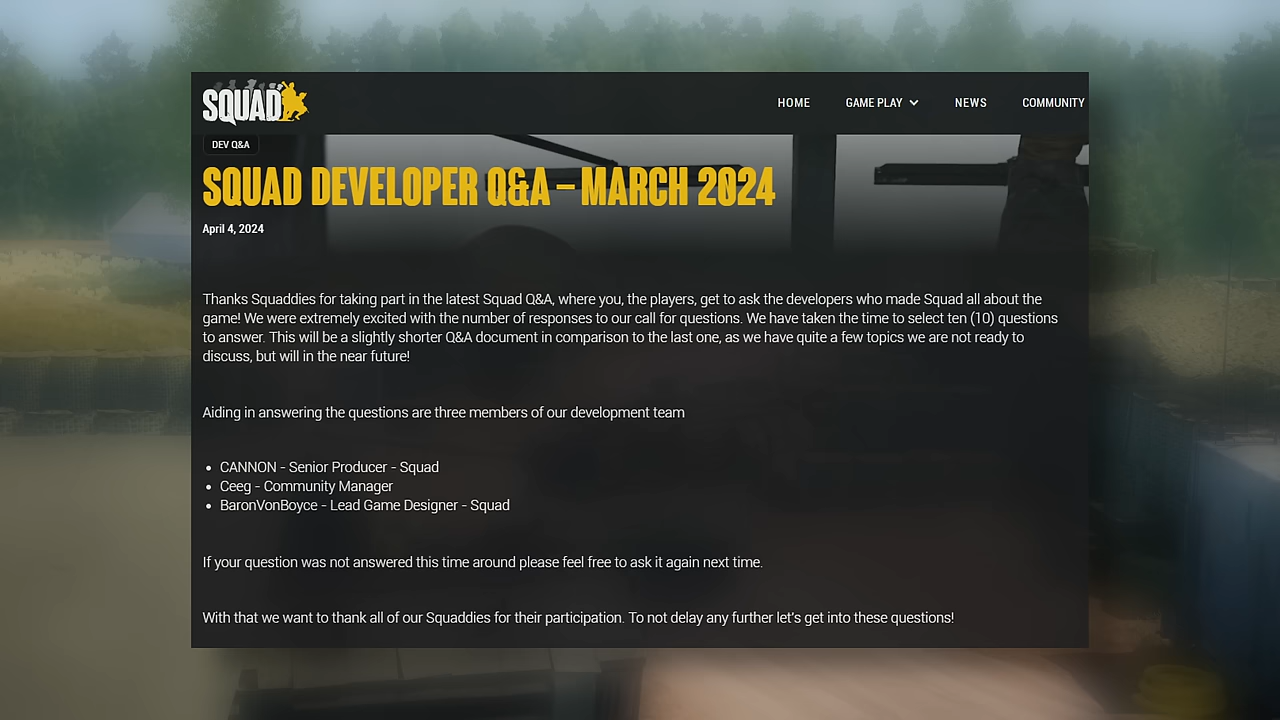 SQUAD
HOME
GAME PLAY
NEWS
COMMUNITY
DEV Q&A
SQUAD DEVELOPER Q&A – MARCH 2024
April 4, 2024
Thanks Squaddies for taking part in the latest Squad Q&A, where you, the players, get to ask the developers who made Squad all about the
game! We were extremely excited with the number of responses to our call for questions. We have taken the time to select ten (10) questions
to answer. This will be a slightly shorter Q&A document in comparison to the last one, as we have quite a few topics we are not ready to
discuss, but will in the near future!
Aiding in answering the questions are three members of our development team
• CANNON - Senior Producer - Squad
• Ceeg - Community Manager
• BaronVonBoyce - Lead Game Designer - Squad
If your question was not answered this time around please feel free to ask it again next time.
With that we want to thank all of our Squaddies for their participation. To not delay any further let's get into these questions!